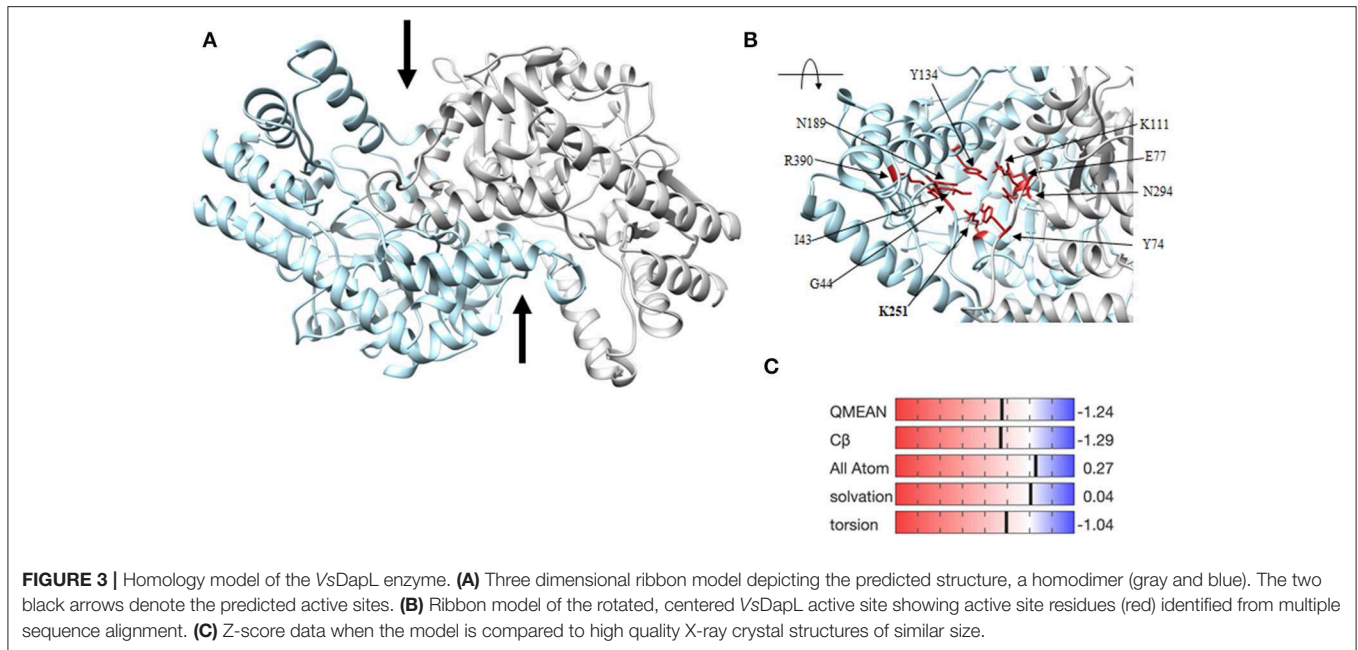 A
B
Y134
N189
K111
R390
E77
N294
I43
Y74
G44
K251
C
QMEAN -1.24
Cβ -1.29
All Atom 0.27
solvation 0.04
torsion -1.04
FIGURE 3 | Homology model of the VsDapL enzyme. (A) Three dimensional ribbon model depicting the predicted structure, a homodimer (gray and blue). The two
black arrows denote the predicted active sites. (B) Ribbon model of the rotated, centered VsDapL active site showing active site residues (red) identified from multiple
sequence alignment. (C) Z-score data when the model is compared to high quality X-ray crystal structures of similar size.